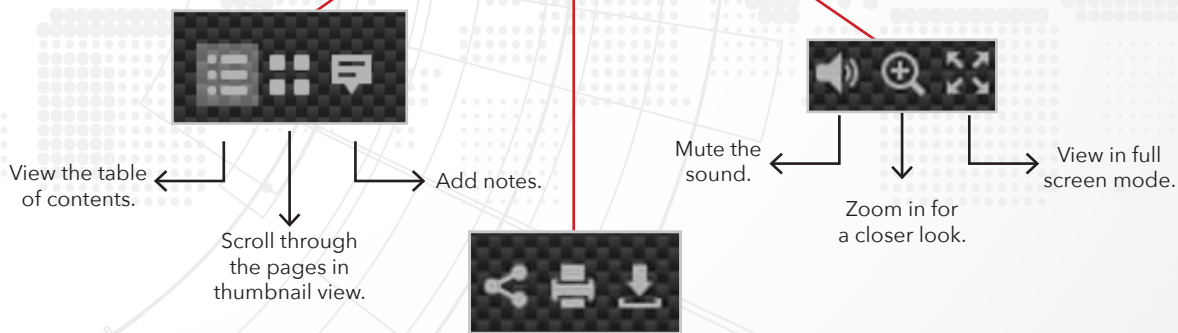 View the table
of contents.
Scroll through
the pages in
thumbnail view.
Add notes.
Mute the
sound.
Zoom in for
a closer look.
View in full
screen mode.